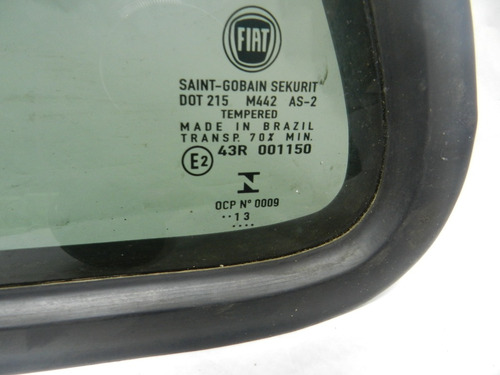 FIAT
SAINT-GOBAIN SEKURIT
DOT 215 M442 AS-2
TEMPERED
MADE IN BRAZIL
TRANSP. 70% MIN.
E2 43R 001150
N
OCP Nº 0009
..13
....